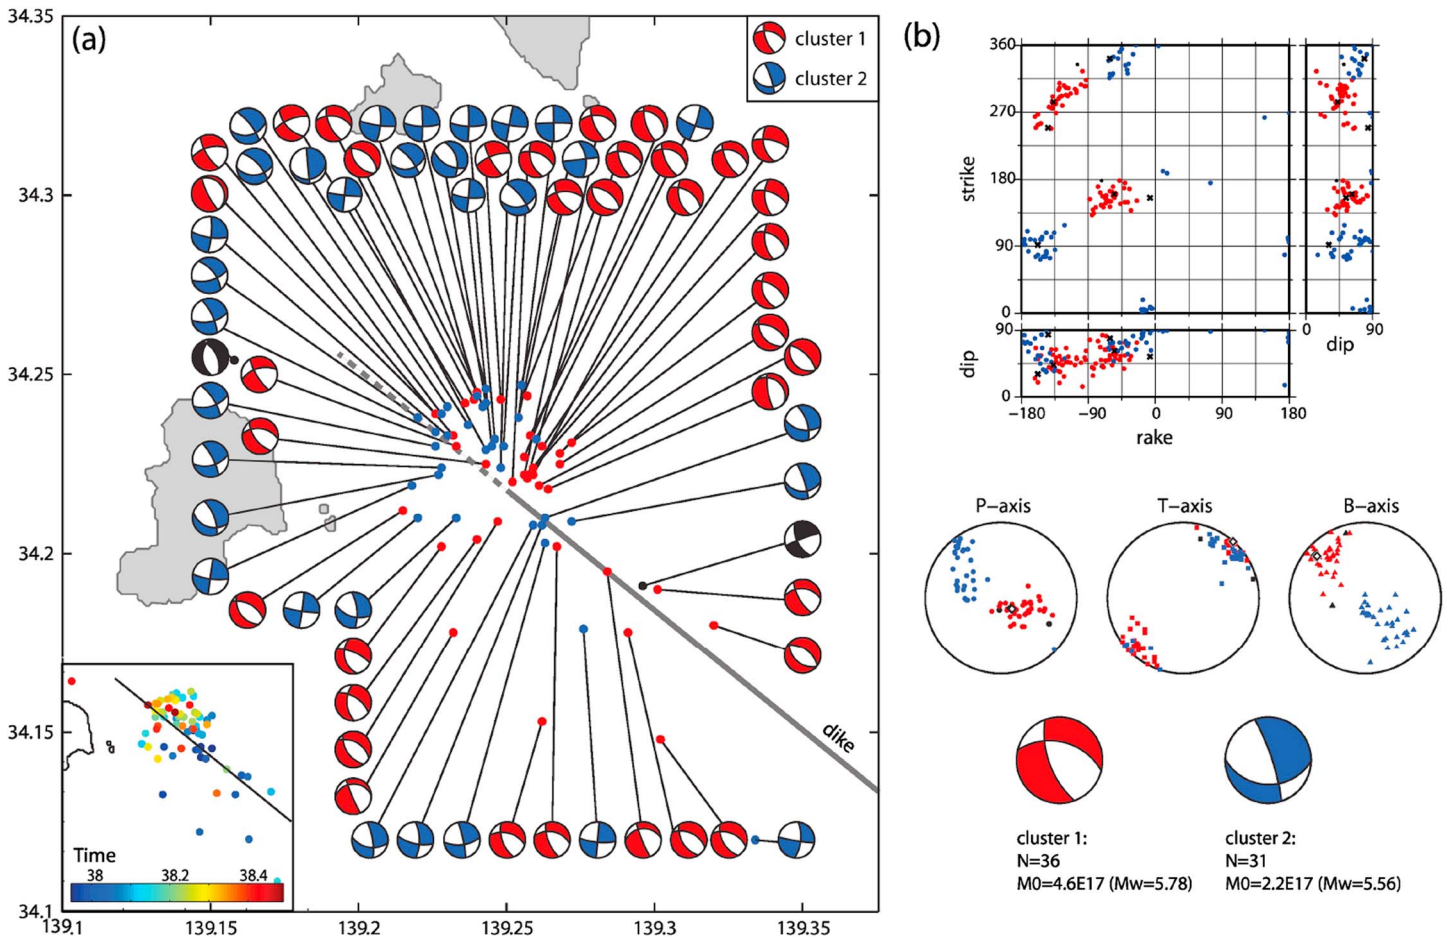 (a)
cluster 1
cluster 2
34.35
34.3
34.25
34.2
34.15
34.1
139.1
139.15
139.2
139.25
139.3
139.35
dike
Time
38
38.2
38.4
(b)
360
270
180
90
0
strike
90
0
dip
−180
−90
0
90
180
rake
0
90
dip
P−axis
T−axis
B−axis
cluster 1:
N=36
M0=4.6E17 (Mw=5.78)
cluster 2:
N=31
M0=2.2E17 (Mw=5.56)